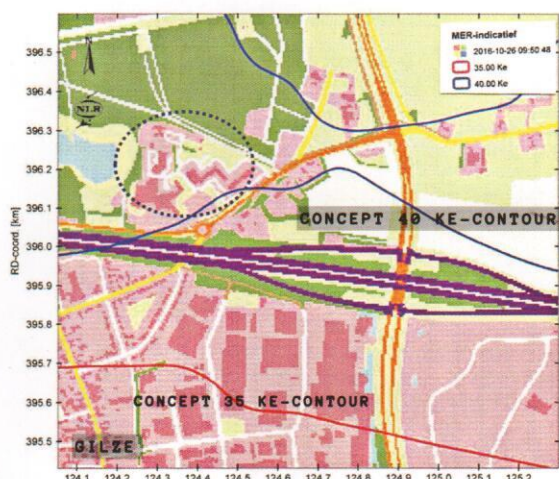 MER-indicatief
2016-10-26 09:50:48
35.00 Ke
40.00 Ke
N
NLR
RD-coord. [km]
396.5
396.4
396.3
396.2
396.1
396.0
395.9
395.8
395.7
395.6
395.5
CONCEPT 40 KE-CONTOUR
CONCEPT 35 KE-CONTOUR
GILZE
124.1 124.2 124.3 124.4 124.5 124.6 124.7 124.8 124.9 125.0 125.1 125.2